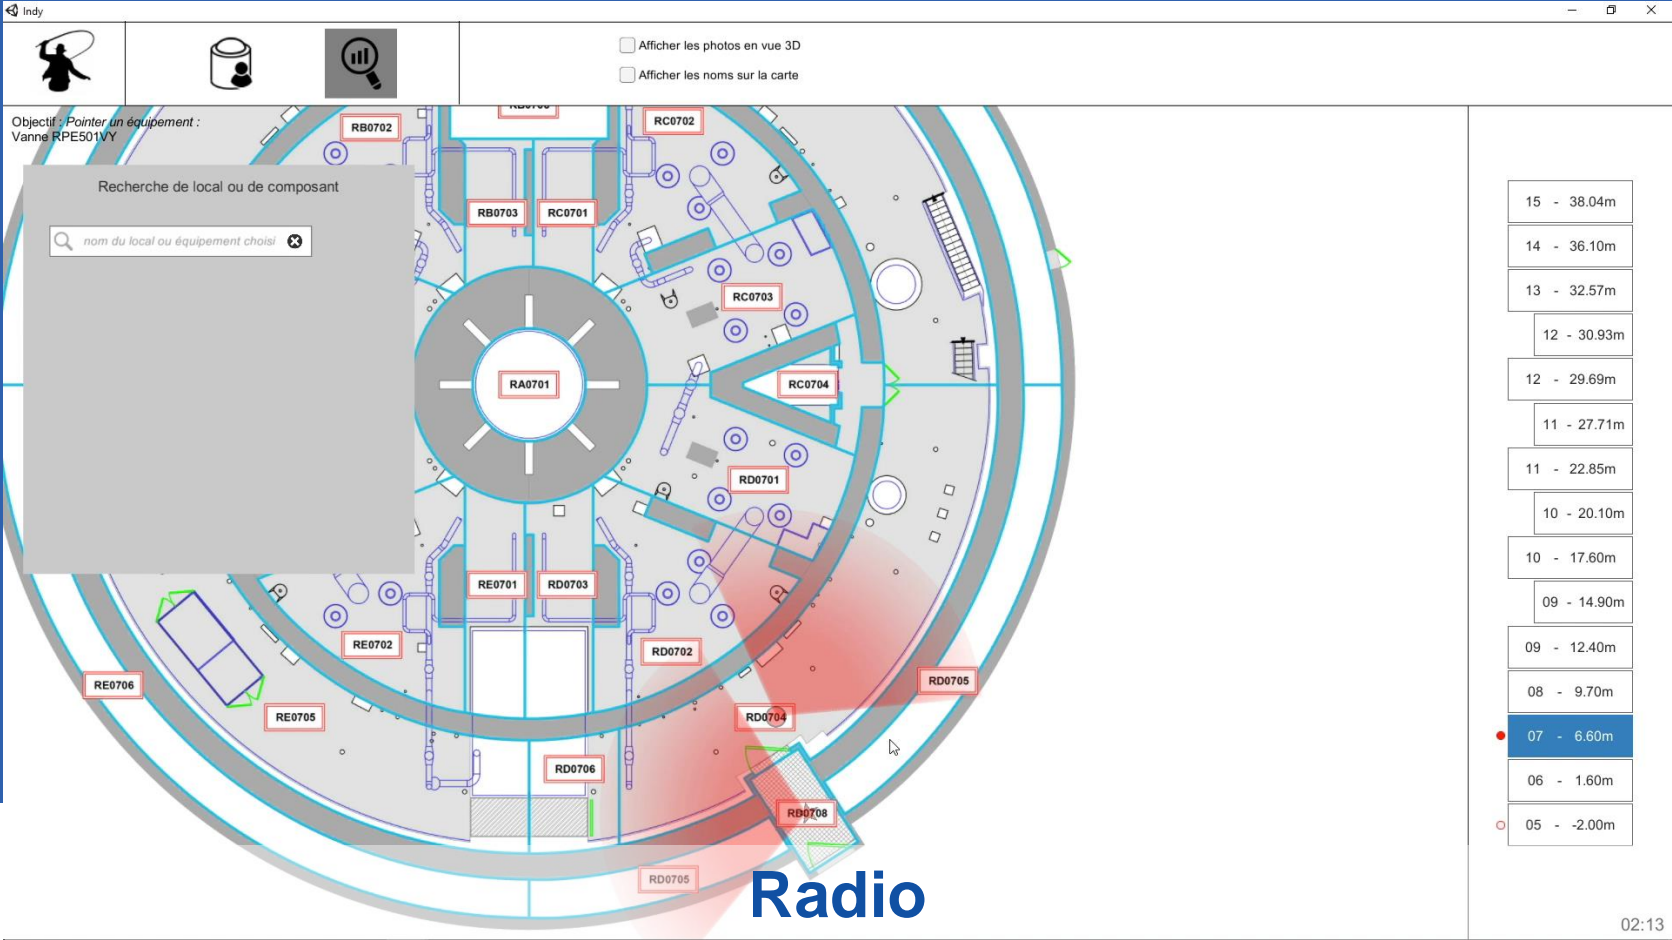 Indy
Afficher les photos en vue 3D
Afficher les noms sur la carte
Objectif : Pointer un équipement :
Vanne RPE501VY
Recherche de local ou de composant
nom du local ou équipement choisi
RB0702
RC0702
RB0703
RC0701
RC0703
RA0701
RC0704
RD0701
RE0701
RD0703
RE0702
RD0702
RE0706
RD0705
RE0705
RD0704
RD0706
RD0708
RD0705
15 - 38.04m
14 - 36.10m
13 - 32.57m
12 - 30.93m
12 - 29.69m
11 - 27.71m
11 - 22.85m
10 - 20.10m
10 - 17.60m
09 - 14.90m
09 - 12.40m
08 - 9.70m
07 - 6.60m
06 - 1.60m
05 - -2.00m
Radio
02:13